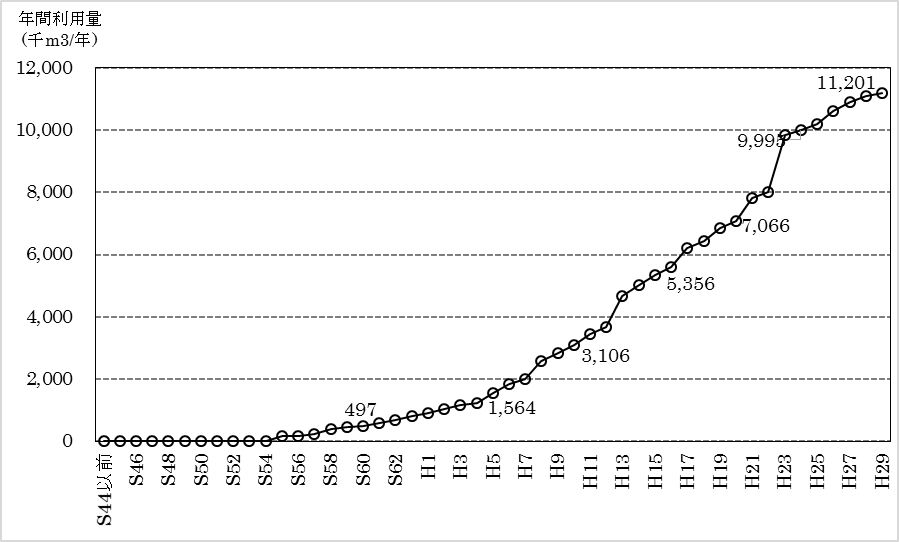 年間利用量
(千m3/年)
12,000
10,000
8,000
6,000
4,000
2,000
0
11,201
9,995
7,066
5,356
3,106
1,564
497
S44以前
S46
S48
S50
S52
S54
S56
S58
S60
S62
H1
H3
H5
H7
H9
H11
H13
H15
H17
H19
H21
H23
H25
H27
H29